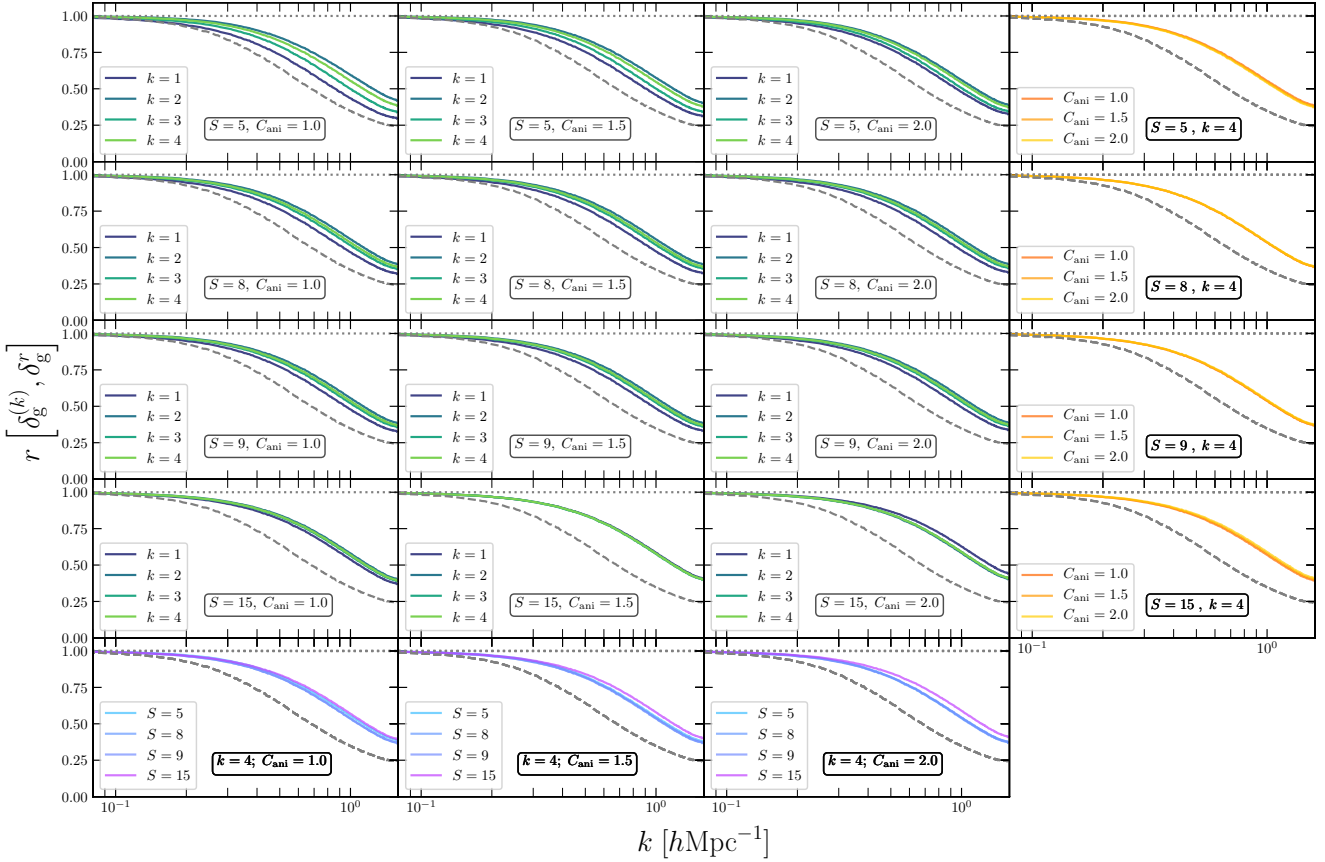 1.00
0.75
0.50
0.25
0.00
k = 1
k = 2
k = 3
k = 4
S = 5, C_ani = 1.0
k = 1
k = 2
k = 3
k = 4
S = 5, C_ani = 1.5
k = 1
k = 2
k = 3
k = 4
S = 5, C_ani = 2.0
C_ani = 1.0
C_ani = 1.5
C_ani = 2.0
S = 5 , k = 4
1.00
0.75
0.50
0.25
0.00
k = 1
k = 2
k = 3
k = 4
S = 8, C_ani = 1.0
k = 1
k = 2
k = 3
k = 4
S = 8, C_ani = 1.5
k = 1
k = 2
k = 3
k = 4
S = 8, C_ani = 2.0
C_ani = 1.0
C_ani = 1.5
C_ani = 2.0
S = 8 , k = 4
r [δ_g^(k), δ_g^r]
1.00
0.75
0.50
0.25
0.00
k = 1
k = 2
k = 3
k = 4
S = 9, C_ani = 1.0
k = 1
k = 2
k = 3
k = 4
S = 9, C_ani = 1.5
k = 1
k = 2
k = 3
k = 4
S = 9, C_ani = 2.0
C_ani = 1.0
C_ani = 1.5
C_ani = 2.0
S = 9 , k = 4
1.00
0.75
0.50
0.25
0.00
k = 1
k = 2
k = 3
k = 4
S = 15, C_ani = 1.0
k = 1
k = 2
k = 3
k = 4
S = 15, C_ani = 1.5
k = 1
k = 2
k = 3
k = 4
S = 15, C_ani = 2.0
C_ani = 1.0
C_ani = 1.5
C_ani = 2.0
S = 15 , k = 4
10⁻¹ 10⁰
1.00
0.75
0.50
0.25
0.00
S = 5
S = 8
S = 9
S = 15
k = 4; C_ani = 1.0
S = 5
S = 8
S = 9
S = 15
k = 4; C_ani = 1.5
S = 5
S = 8
S = 9
S = 15
k = 4; C_ani = 2.0
10⁻¹ 10⁰ 10⁻¹ 10⁰ 10⁻¹ 10⁰
k [hMpc⁻¹]